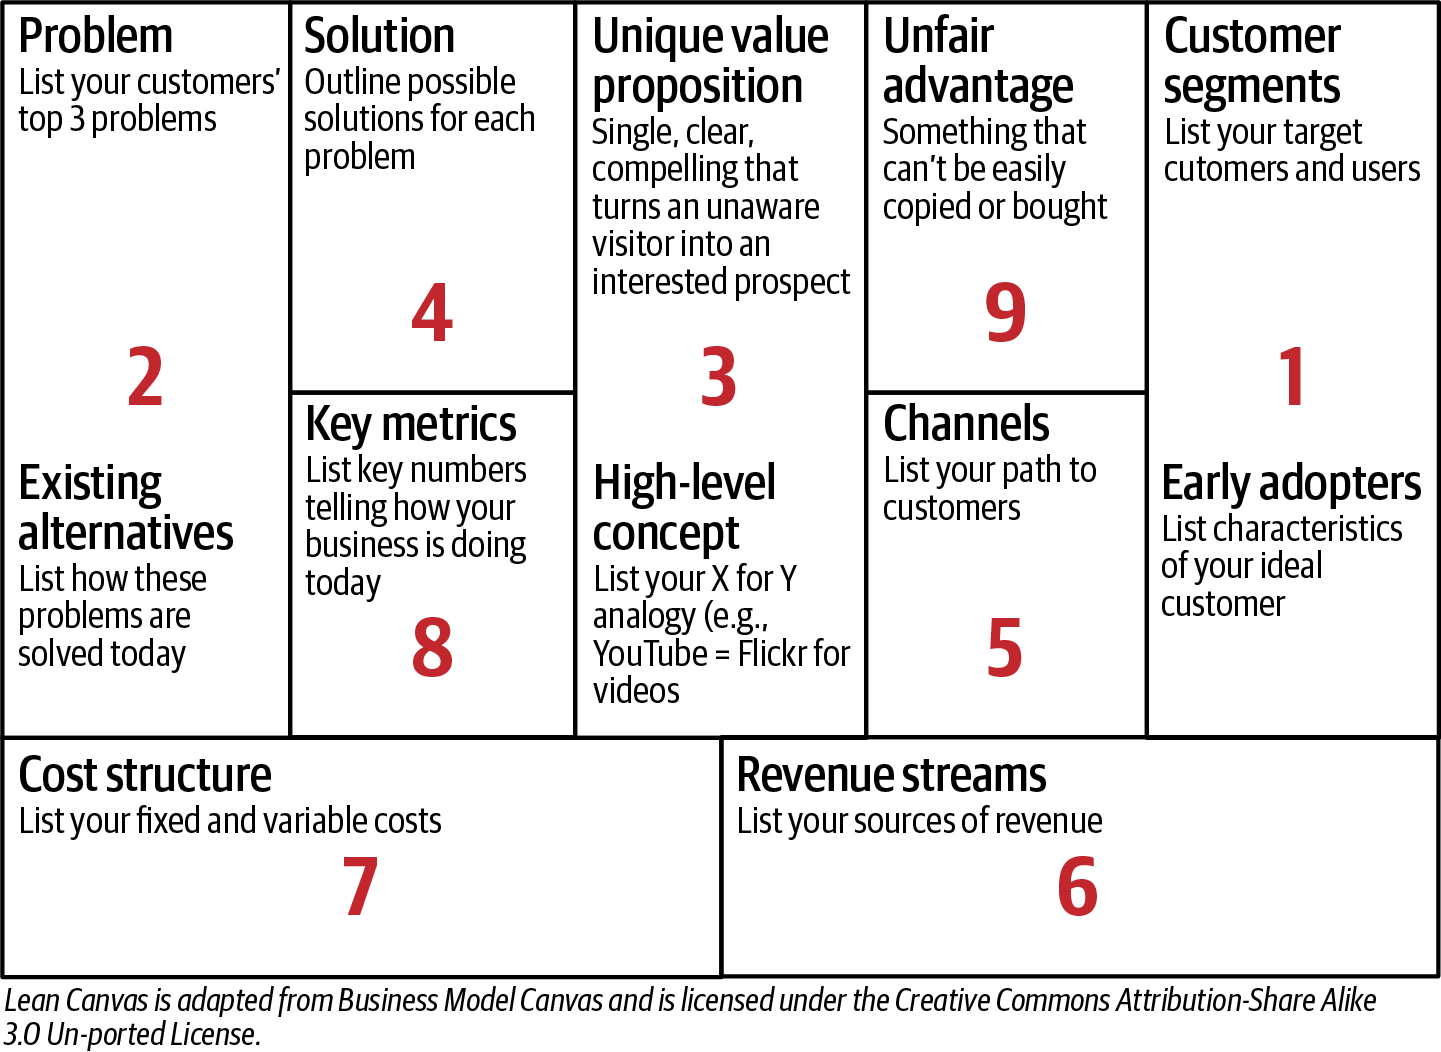 Problem
List your customers’
top 3 problems
2
Existing
alternatives
List how these
problems are
solved today
Solution
Outline possible
solutions for each
problem
4
Key metrics
List key numbers
telling how your
business is doing
today
8
Unique value
proposition
Single, clear,
compelling that
turns an unaware
visitor into an
interested prospect
3
High-level
concept
List your X for Y
analogy (e.g.,
YouTube = Flickr for
videos
Unfair
advantage
Something that
can’t be easily
copied or bought
9
Channels
List your path to
customers
5
Customer
segments
List your target
cutomers and users
1
Early adopters
List characteristics
of your ideal
customer
Cost structure
List your fixed and variable costs
7
Revenue streams
List your sources of revenue
6
Lean Canvas is adapted from Business Model Canvas and is licensed under the Creative Commons Attribution-Share Alike
3.0 Un-ported License.